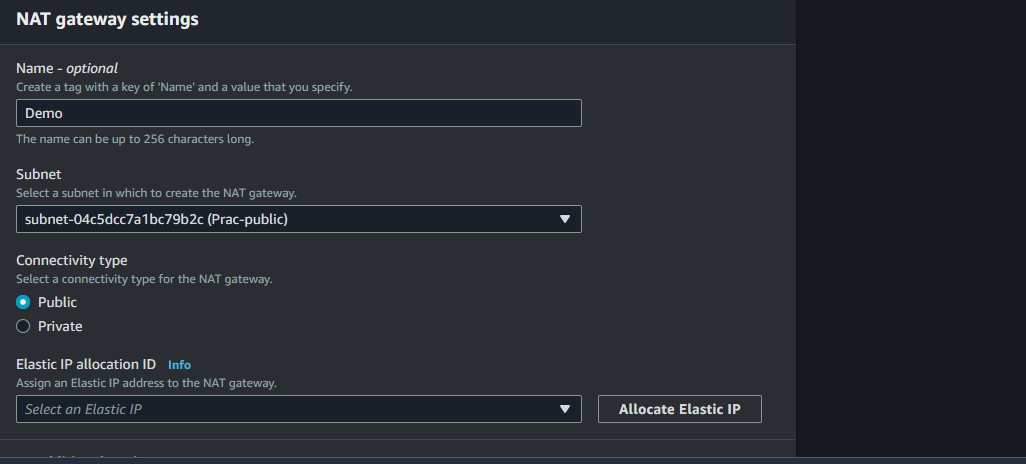 NAT gateway settings
Name - optional
Create a tag with a key of 'Name' and a value that you specify.
Demo
The name can be up to 256 characters long.
Subnet
Select a subnet in which to create the NAT gateway.
subnet-04c5dcc7a1bc79b2c (Prac-public)
Connectivity type
Select a connectivity type for the NAT gateway.
Public
Private
Elastic IP allocation ID Info
Assign an Elastic IP address to the NAT gateway.
Select an Elastic IP
Allocate Elastic IP